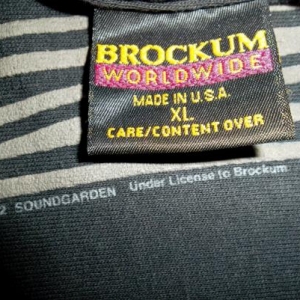 BROCKUM
WORLDWIDE
MADE IN U.S.A.
XL
CARE/CONTENT OVER
2 SOUNDGARDEN Under License to Brockum